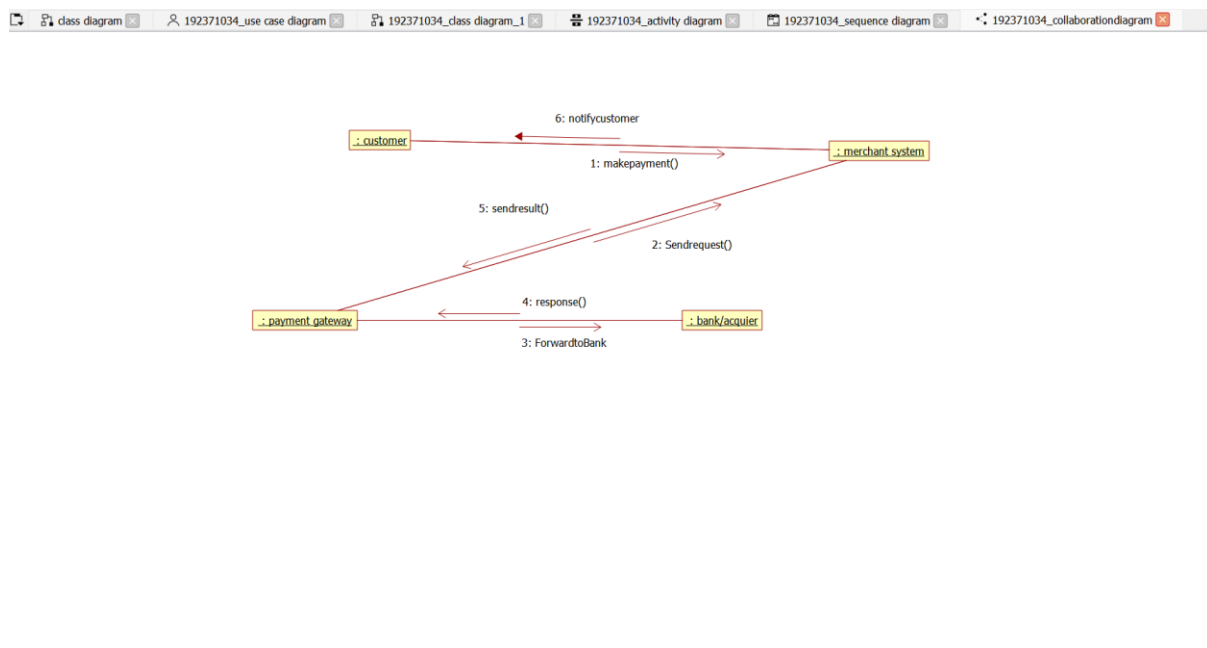 class diagram
192371034_use case diagram
192371034_class diagram_1
192371034_activity diagram
192371034_sequence diagram
192371034_collaborationdiagram
6: notifycustomer
: customer
: merchant system
1: makepayment()
5: sendresult()
2: Sendrequest()
4: response()
: payment gateway
: bank/acquier
3: ForwardtoBank